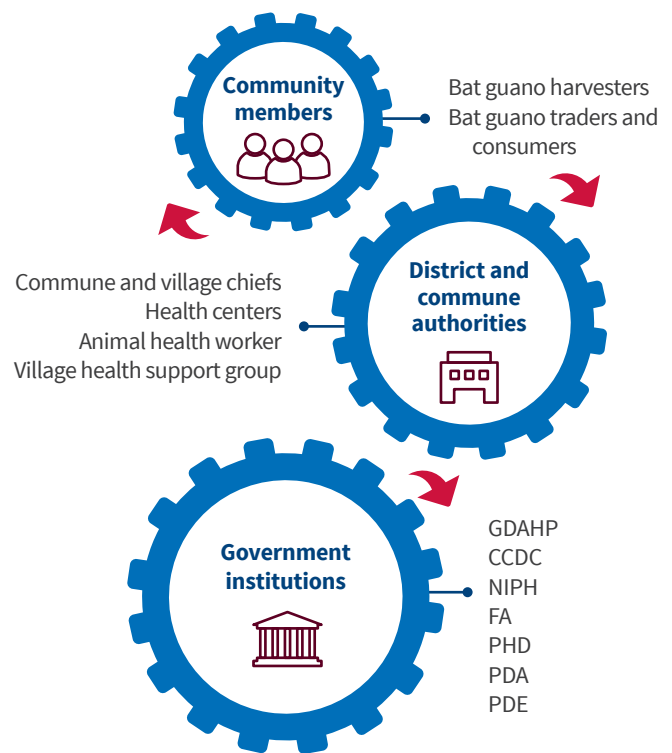 Community
members
Bat guano harvesters
Bat guano traders and
consumers
District and
commune
authorities
Commune and village chiefs
Health centers
Animal health worker
Village health support group
Government
institutions
GDAHP
CCDC
NIPH
FA
PHD
PDA
PDE